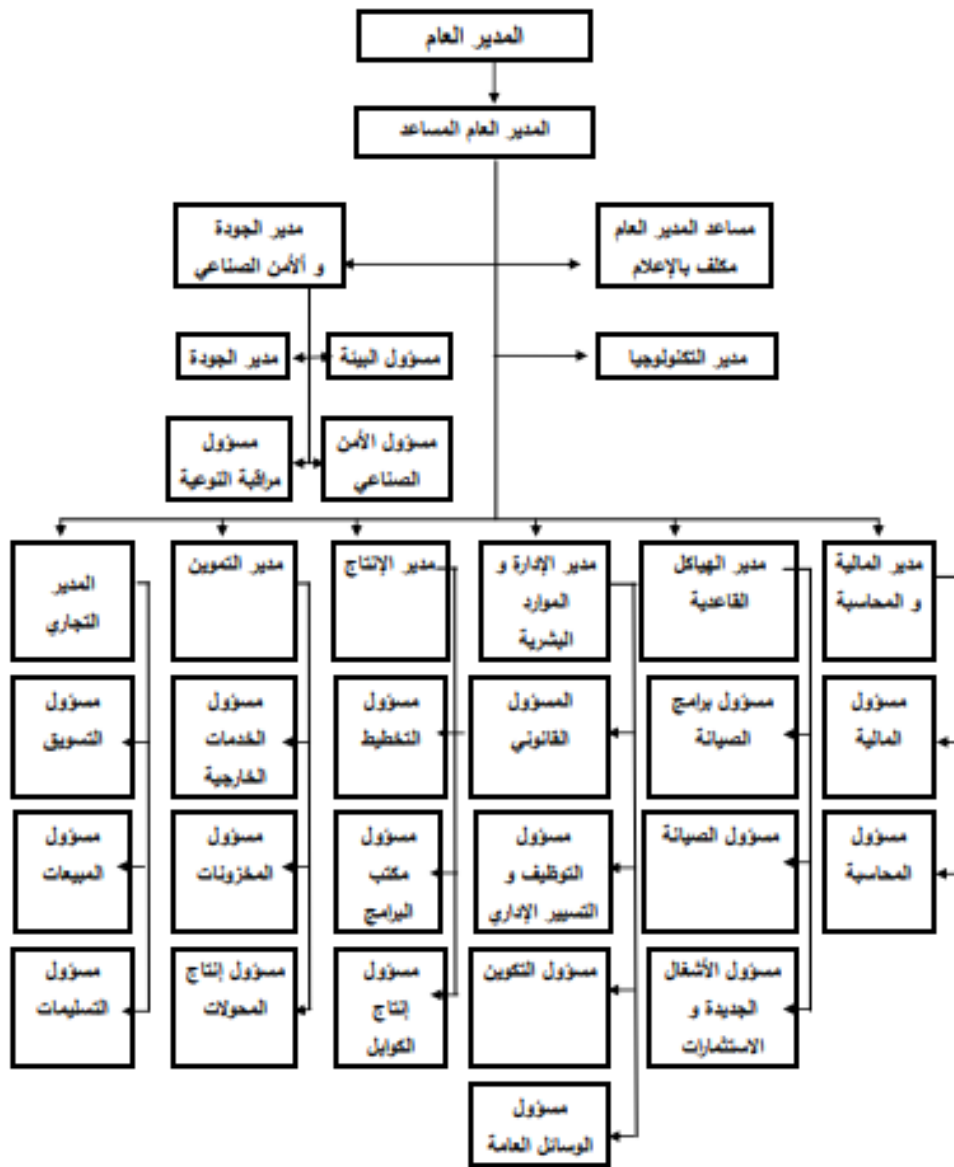 المدير العام
المدير العام المساعد
مساعد المدير العام
مكلف بالإعلام
مدير الجودة
و ألأمن الصناعي
مدير التكنولوجيا
مسؤول البيئة
مدير الجودة
مسؤول الأمن
الصناعي
مسؤول
مراقبة النوعية
مدير المالية
و المحاسبة
مدير الهياكل
القاعدية
مدير الإدارة و
الموارد
البشرية
مدير الإنتاج
مدير التموين
المدير
التجاري
مسؤول
المالية
مسؤول برامج
الصيانة
المسؤول
القانوني
مسؤول
التخطيط
مسؤول
الخدمات
الخارجية
مسؤول
التسويق
مسؤول
المحاسبة
مسؤول الصيانة
مسؤول
التوظيف و
التسيير الإداري
مسؤول
مكتب
البرامج
مسؤول
المخزونات
مسؤول
المبيعات
مسؤول الأشغال
الجديدة و
الاستثمارات
مسؤول التكوين
مسؤول
إنتاج
الكوابل
مسؤول إنتاج
المحولات
مسؤول
التسليمات
مسؤول
الوسائل العامة